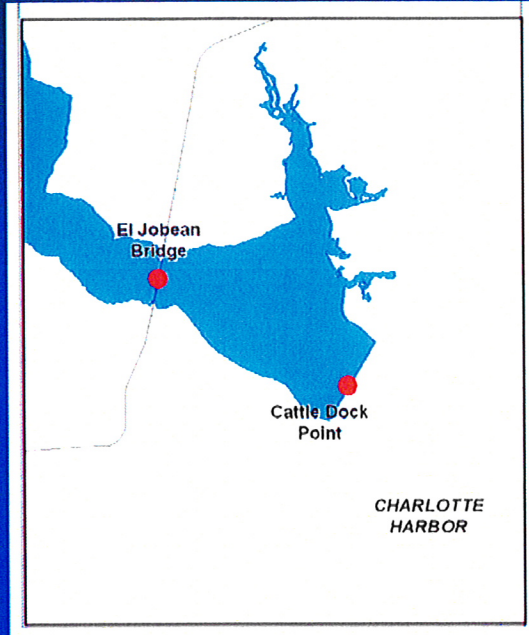 El Jobean
Bridge
Cattle Dock
Point
CHARLOTTE
HARBOR